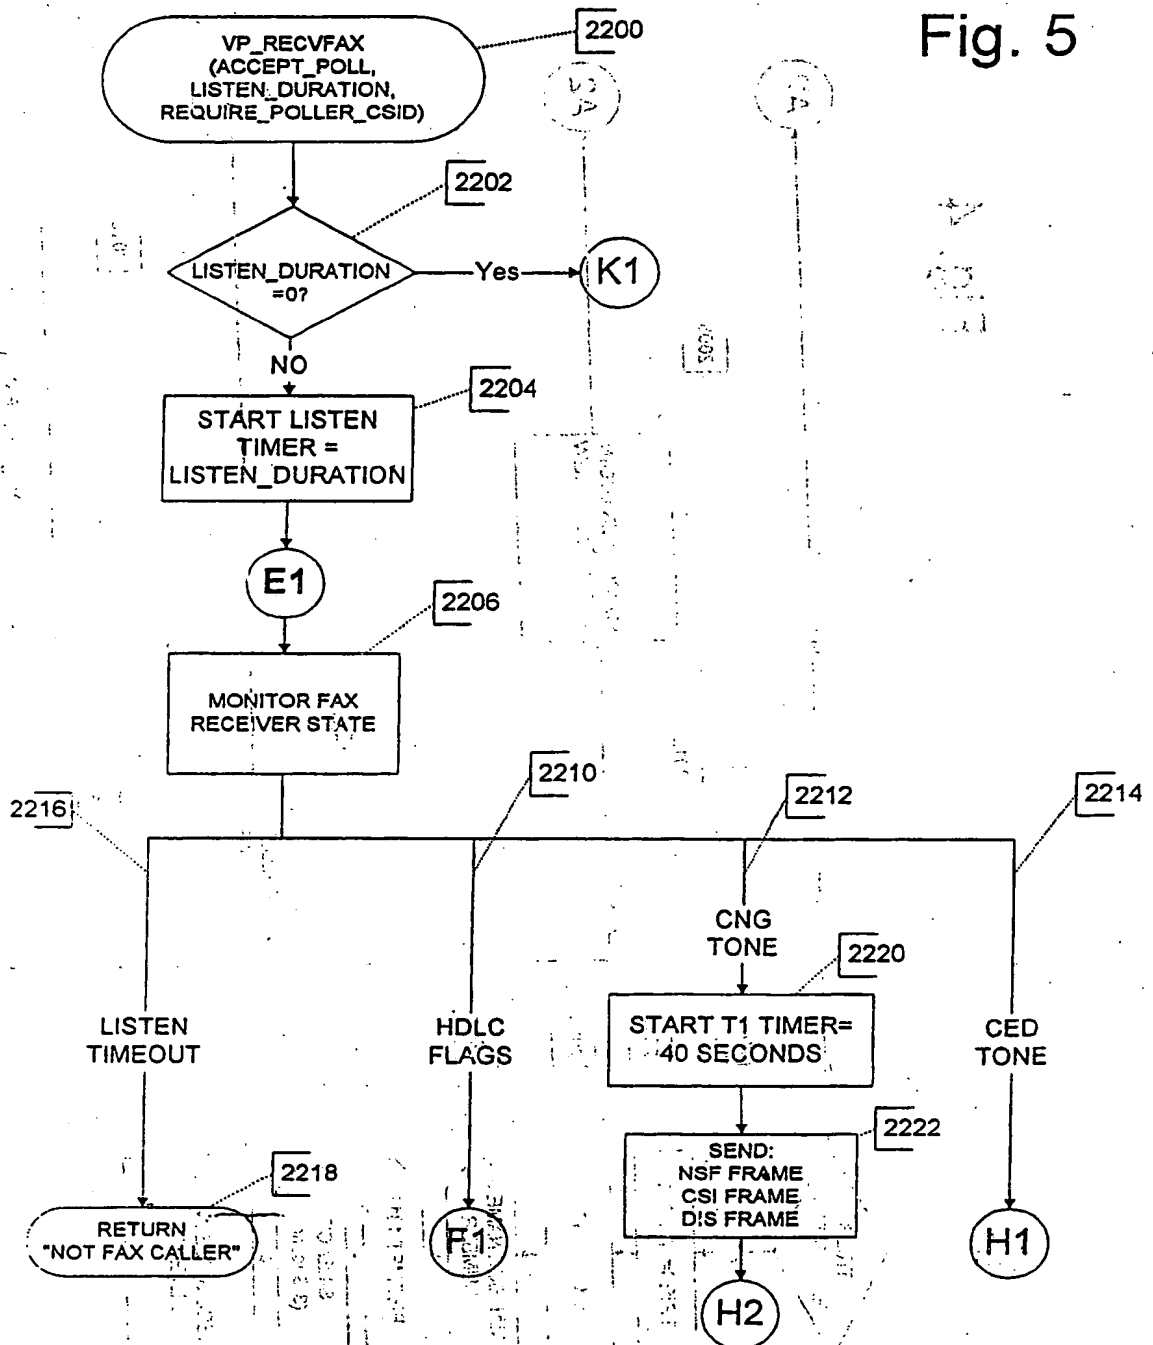 Fig. 5
2200
VP_RECVFAX
(ACCEPT_POLL,
LISTEN_DURATION,
REQUIRE_POLLER_CSID)
2202
LISTEN_DURATION
=0?
Yes
K1
NO
2204
START LISTEN
TIMER =
LISTEN_DURATION
E1
2206
MONITOR FAX
RECEIVER STATE
2216
2210
2212
2214
CNG
TONE
2220
LISTEN
TIMEOUT
HDLC
FLAGS
START T1 TIMER=
40 SECONDS
CED
TONE
2222
SEND:
NSF FRAME
CSI FRAME
DIS FRAME
2218
RETURN
"NOT FAX CALLER"
F1
H1
H2